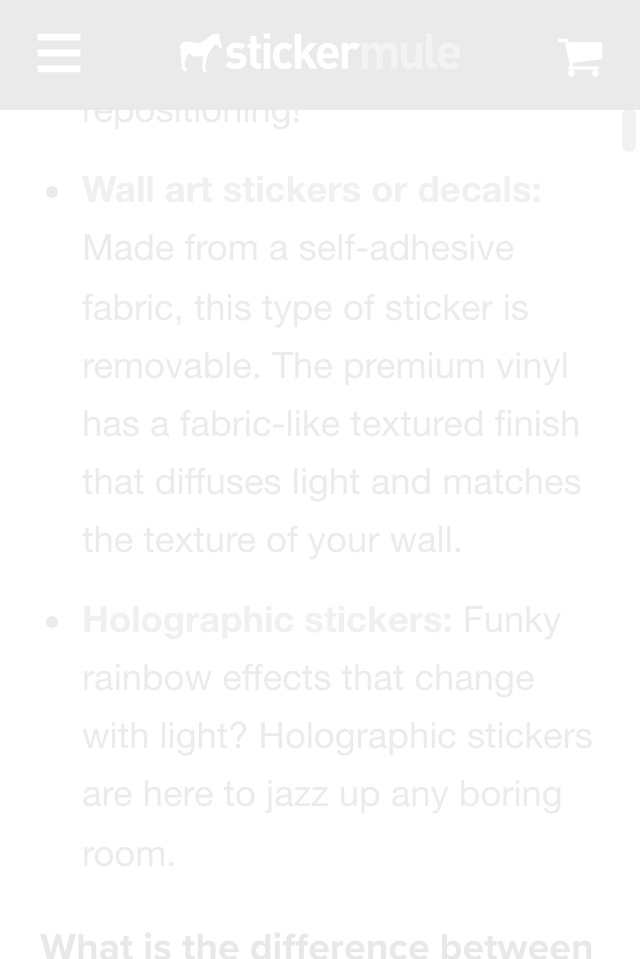 stickermule
repositioning!
• Wall art stickers or decals:
Made from a self-adhesive
fabric, this type of sticker is
removable. The premium vinyl
has a fabric-like textured finish
that diffuses light and matches
the texture of your wall.
• Holographic stickers: Funky
rainbow effects that change
with light? Holographic stickers
are here to jazz up any boring
room.
What is the difference between